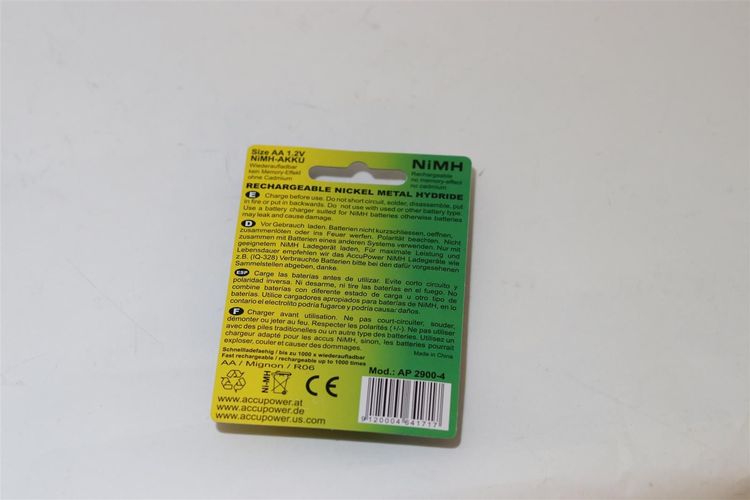 Size AA 1.2V
NiMH-AKKU
Wiederaufladbar
kein Memory-Effekt
ohne Cadmium
NiMH
Rechargeable
no memory-effect
no cadmium
RECHARGEABLE NICKEL METAL HYDRIDE
E Charge before use. Do not short circuit, solder, disassemble, put
in fire or put in backwards. Do not use with used or other battery type.
Use a battery charger suited for NiMH batteries otherwise batteries
may leak and cause damage.
D Vor Gebrauch laden. Batterien nicht kurzschliessen, oeffnen,
zusammenlöten oder ins Feuer werfen. Polarität beachten. Nicht
zusammen mit Batterien eines anderen Systems verwenden. Nur mit
geeignetem NiMH Ladegerät laden, Für maximale Leistung und
Lebensdauer empfehlen wir das AccuPower NiMH Ladegeräte wie
z.B. (IQ-328) Verbrauchte Batterien bitte bei den dafür vorgesehenen
Sammelstellen abgeben, danke.
ESP Carge las baterías antes de utilizar. Evite corto circuito y
polaridad inversa. Ni desarme, ni tire las baterías en el fuego. No
combine baterías con diferente estado de carga u otro tipo de
baterías. Utilice cargadores apropiados para baterías de NiMH, en lo
contario el electrolito podría fugarce y podría causar daños.
F Charger avant utilisation. Ne pas court-circuiter, souder,
démonter ou jeter au feu. Respecter les polarités (+/-). Ne pas utiliser
avec des piles traditionelles ou un autre type des batteries. Utilisez un
chargeur adapté pour les accus NiMH, sinon, les batteries pourrait
exploser, couler et causer des dommages.
Made in China
Schnellladefaehig / bis zu 1000 x wiederaufladbar
Fast rechargeable / rechargeable up to 1000 times
AA / Mignon / R06
Mod.: AP 2900-4
Ni-MH
CE
www.accupower.at
www.accupower.de
www.accupower.us.com
9120004641717